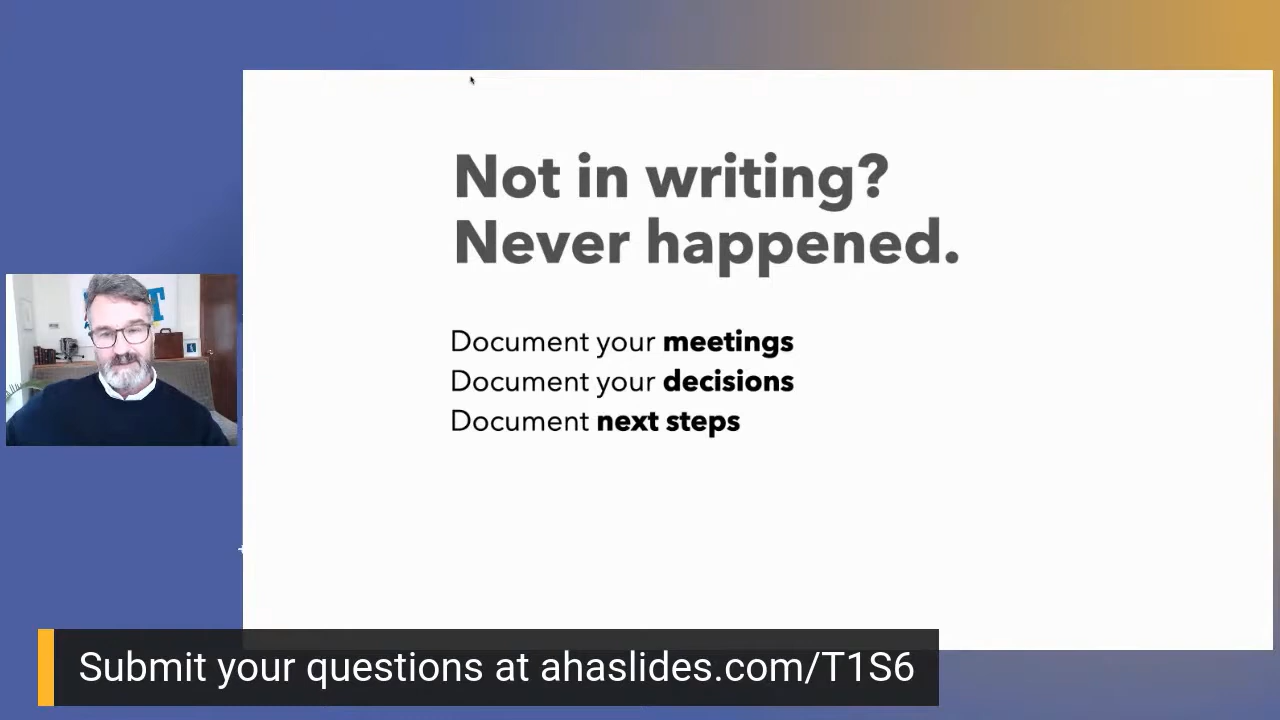 Not in writing?
Never happened.
Document your meetings
Document your decisions
Document next steps
Submit your questions at ahaslides.com/T1S6